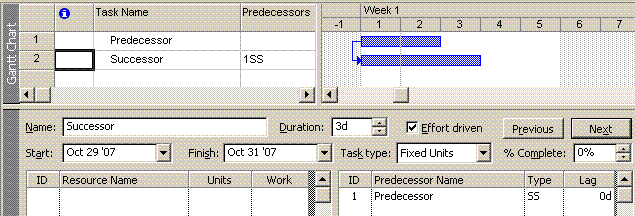 Gantt Chart
Task Name Predecessors Week 1
-1 1 2 3 4 5 6 7
1 Predecessor
2 Successor 1SS
Name: Successor Duration: 3d Effort driven Previous Next
Start: Oct 29 '07 Finish: Oct 31 '07 Task type: Fixed Units % Complete: 0%
ID Resource Name Units Work ID Predecessor Name Type Lag
1 Predecessor SS 0d